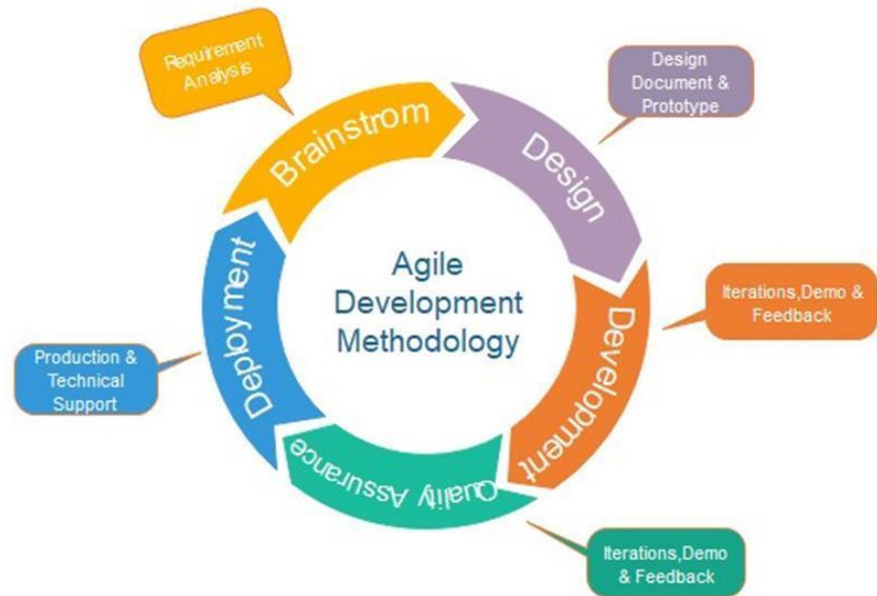 Requirement
Analysis
Brainstrom
Design
Document &
Prototype
Design
Agile
Development
Methodology
Iterations,Demo &
Feedback
Development
Production &
Technical
Support
Deployment
Quality Assurance
Iterations,Demo
& Feedback